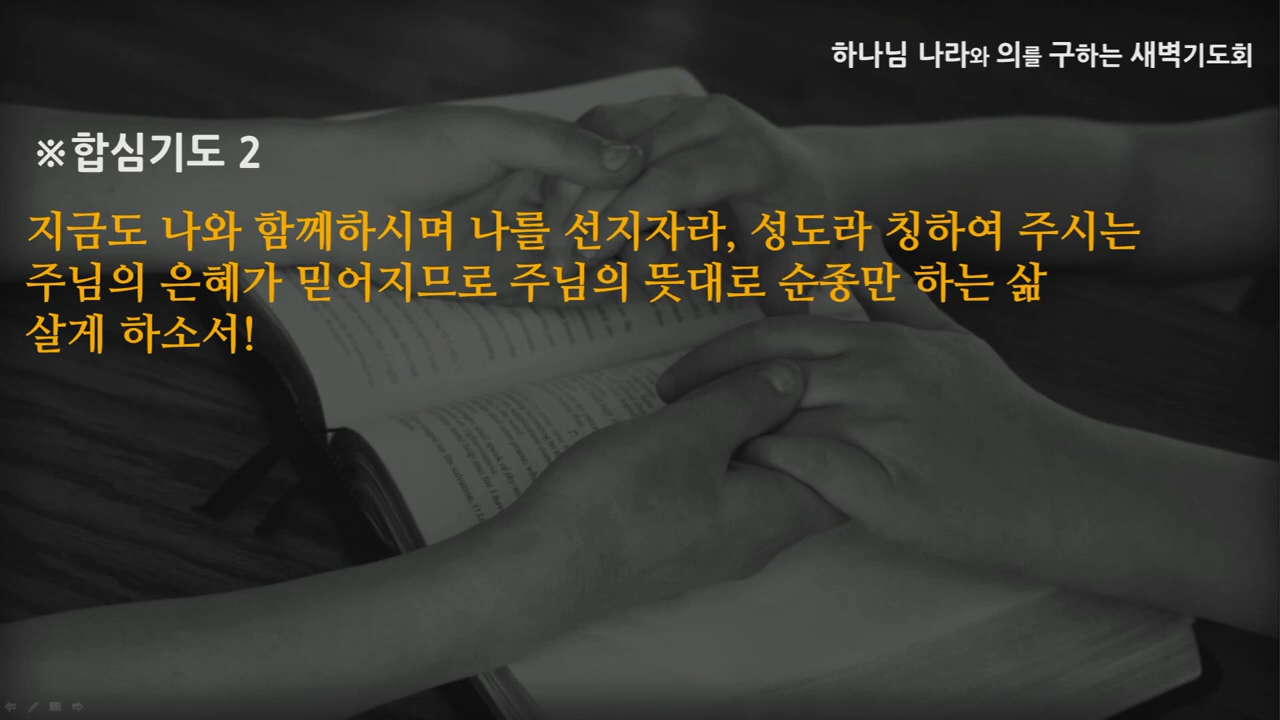 하나님 나라와 의를 구하는 새벽기도회
※합심기도 2
지금도 나와 함께하시며 나를 선지자라, 성도라 칭하여 주시는
주님의 은혜가 믿어지므로 주님의 뜻대로 순종만 하는 삶
살게 하소서!